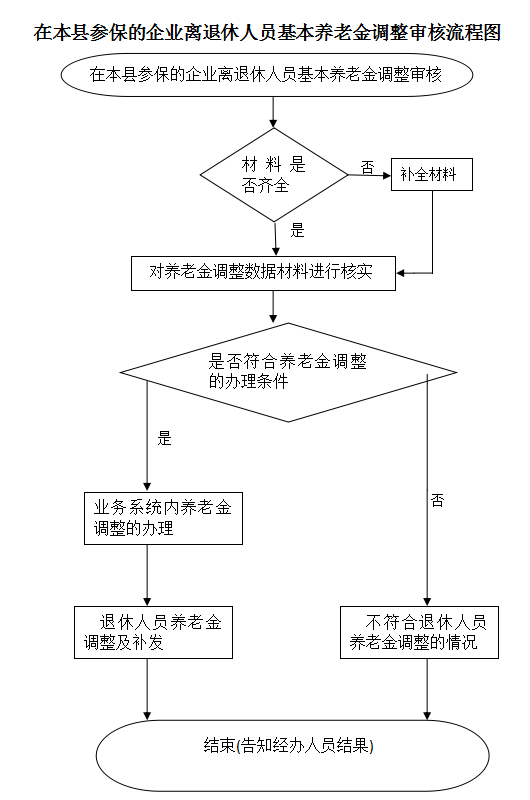 在本县参保的企业离退休人员基本养老金调整审核流程图
在本县参保的企业离退休人员基本养老金调整审核
材料是
否齐全
否
补全材料
是
对养老金调整数据材料进行核实
是否符合养老金调整
的办理条件
是
否
业务系统内养老金
调整的办理
退休人员养老金
调整及补发
不符合退休人员
养老金调整的情况
结束(告知经办人员结果)